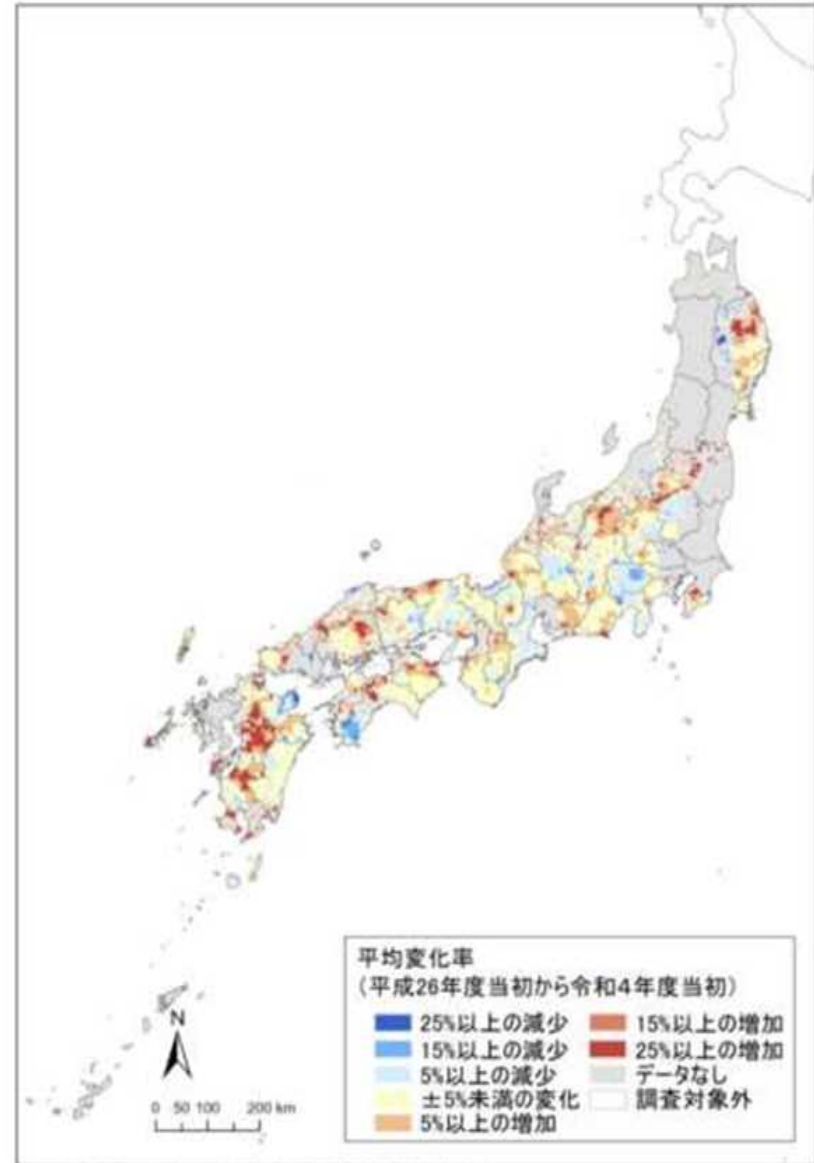 平均変化率
(平成26年度当初から令和4年度当初)
25%以上の減少
15%以上の減少
5%以上の減少
±5%未満の変化
5%以上の増加
15%以上の増加
25%以上の増加
データなし
調査対象外
N
0 50 100 200 km